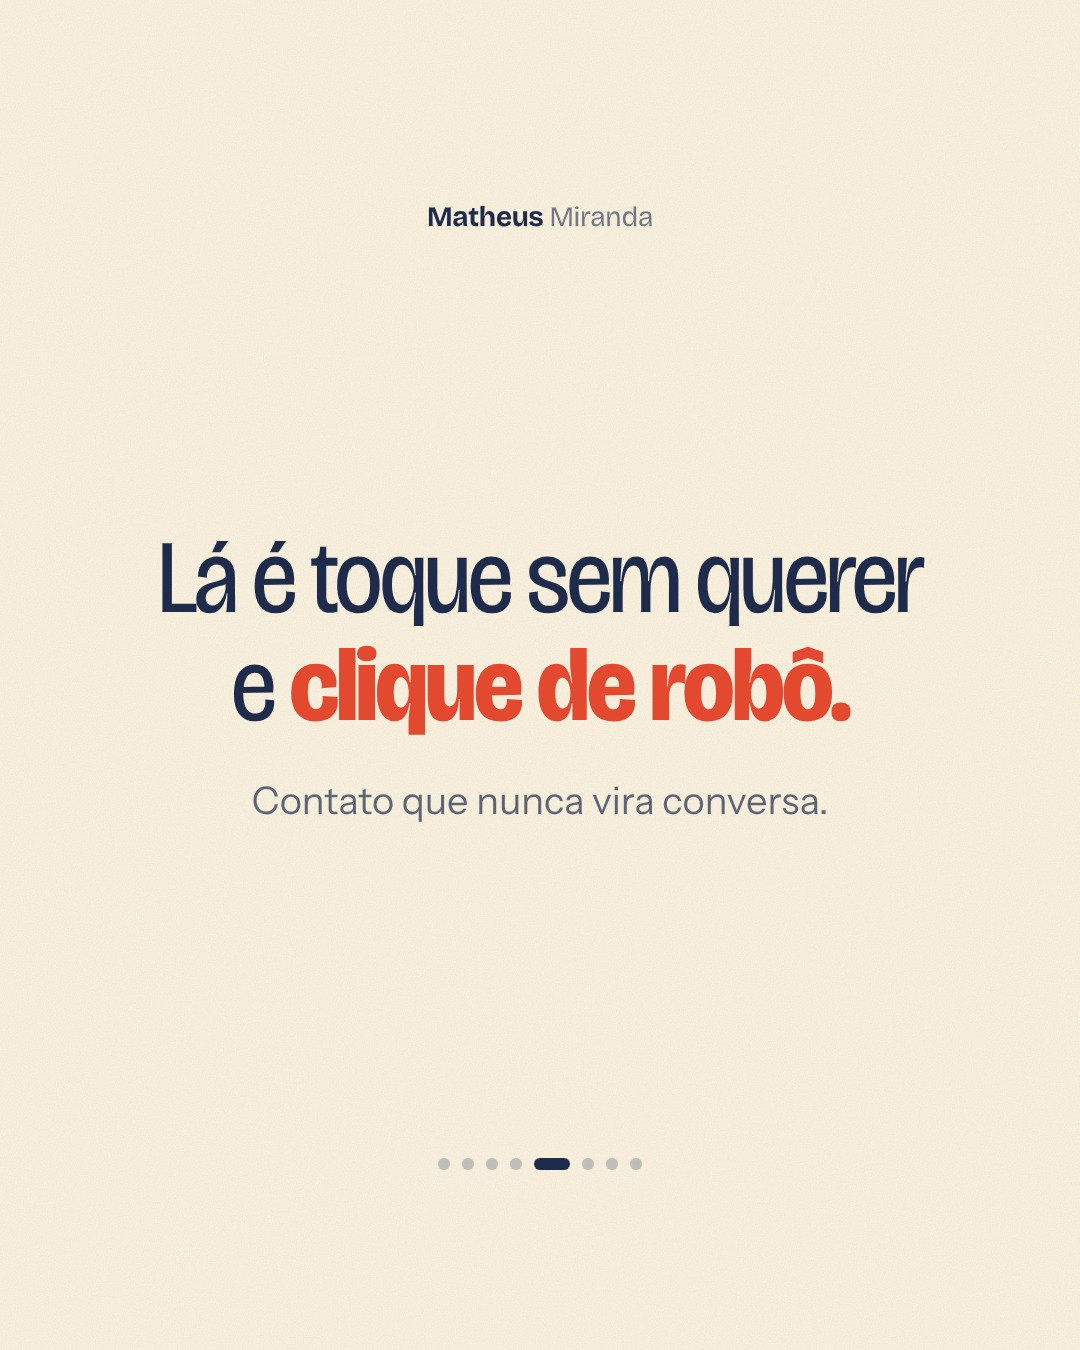 Matheus Miranda
Lá é toque sem querer
e clique de robô.
Contato que nunca vira conversa.